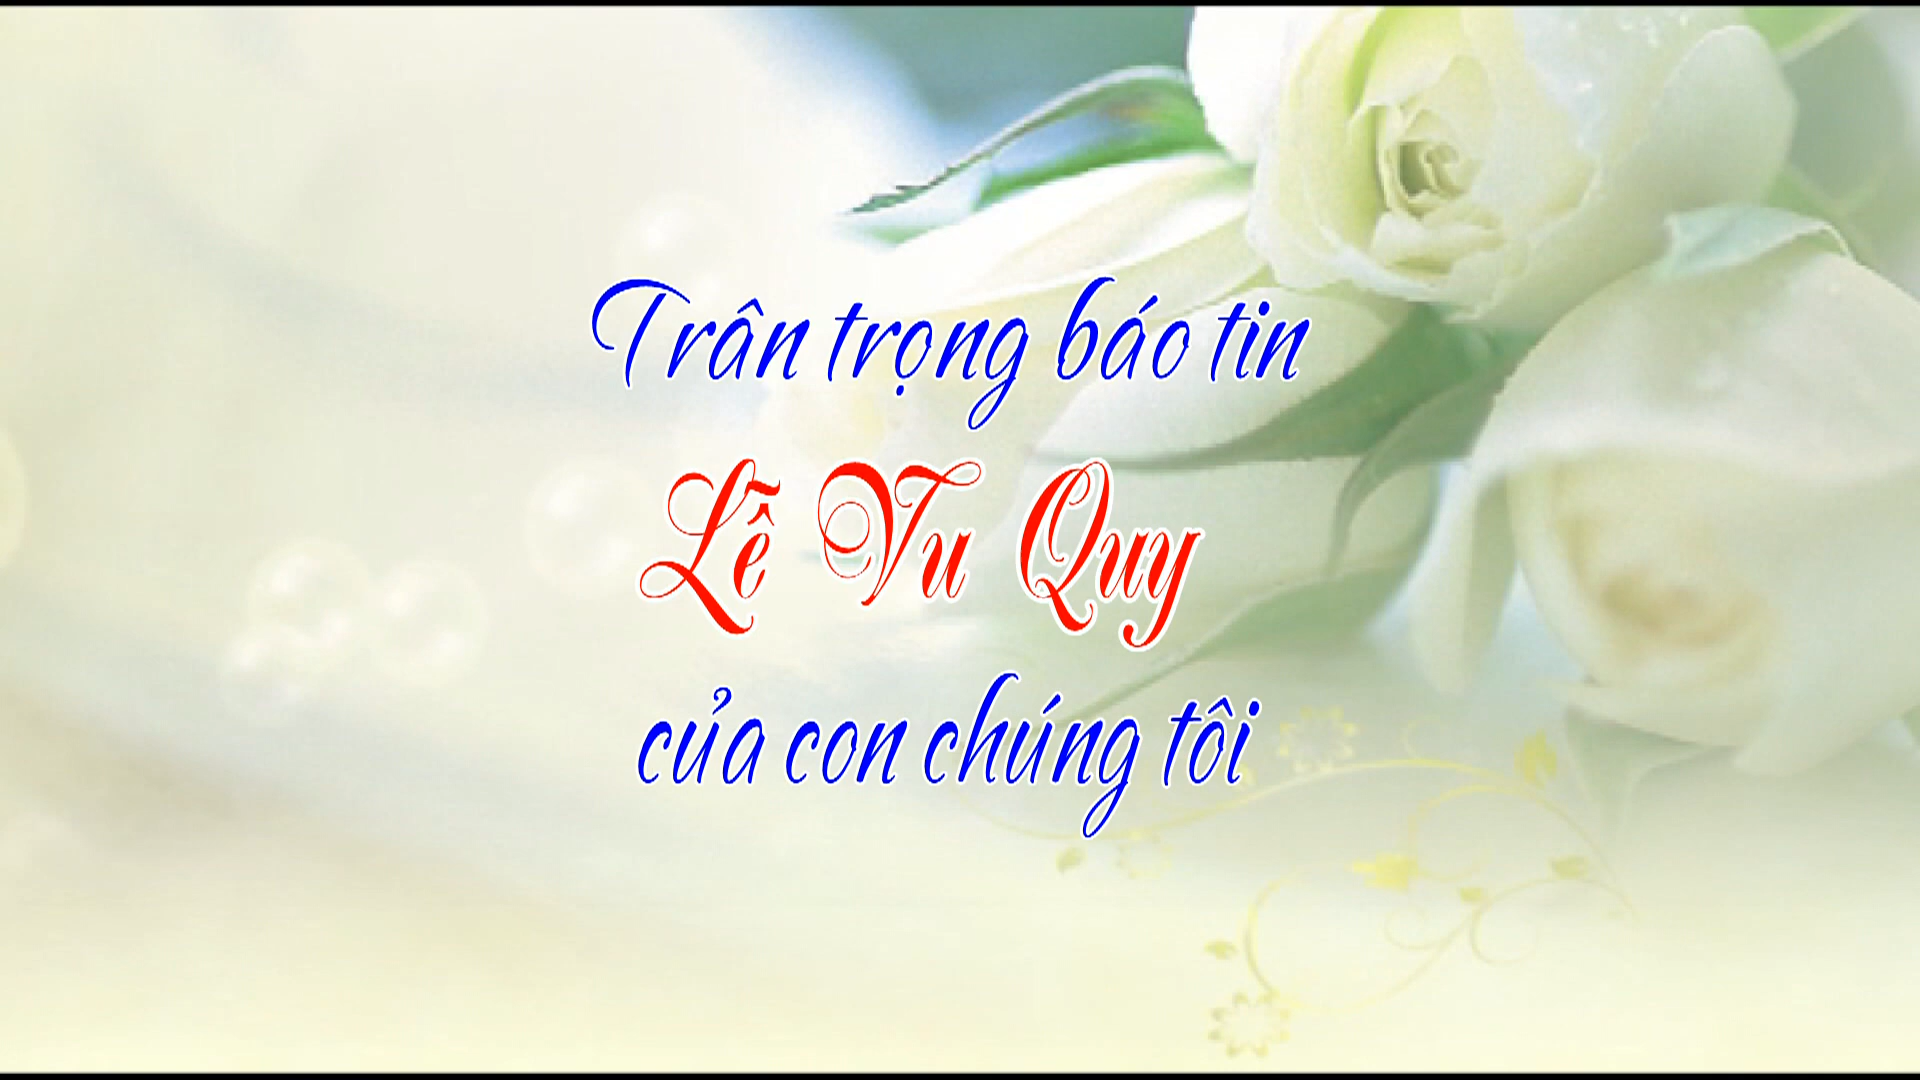 Trân trọng báo tin
Lễ Vu Quy
của con chúng tôi